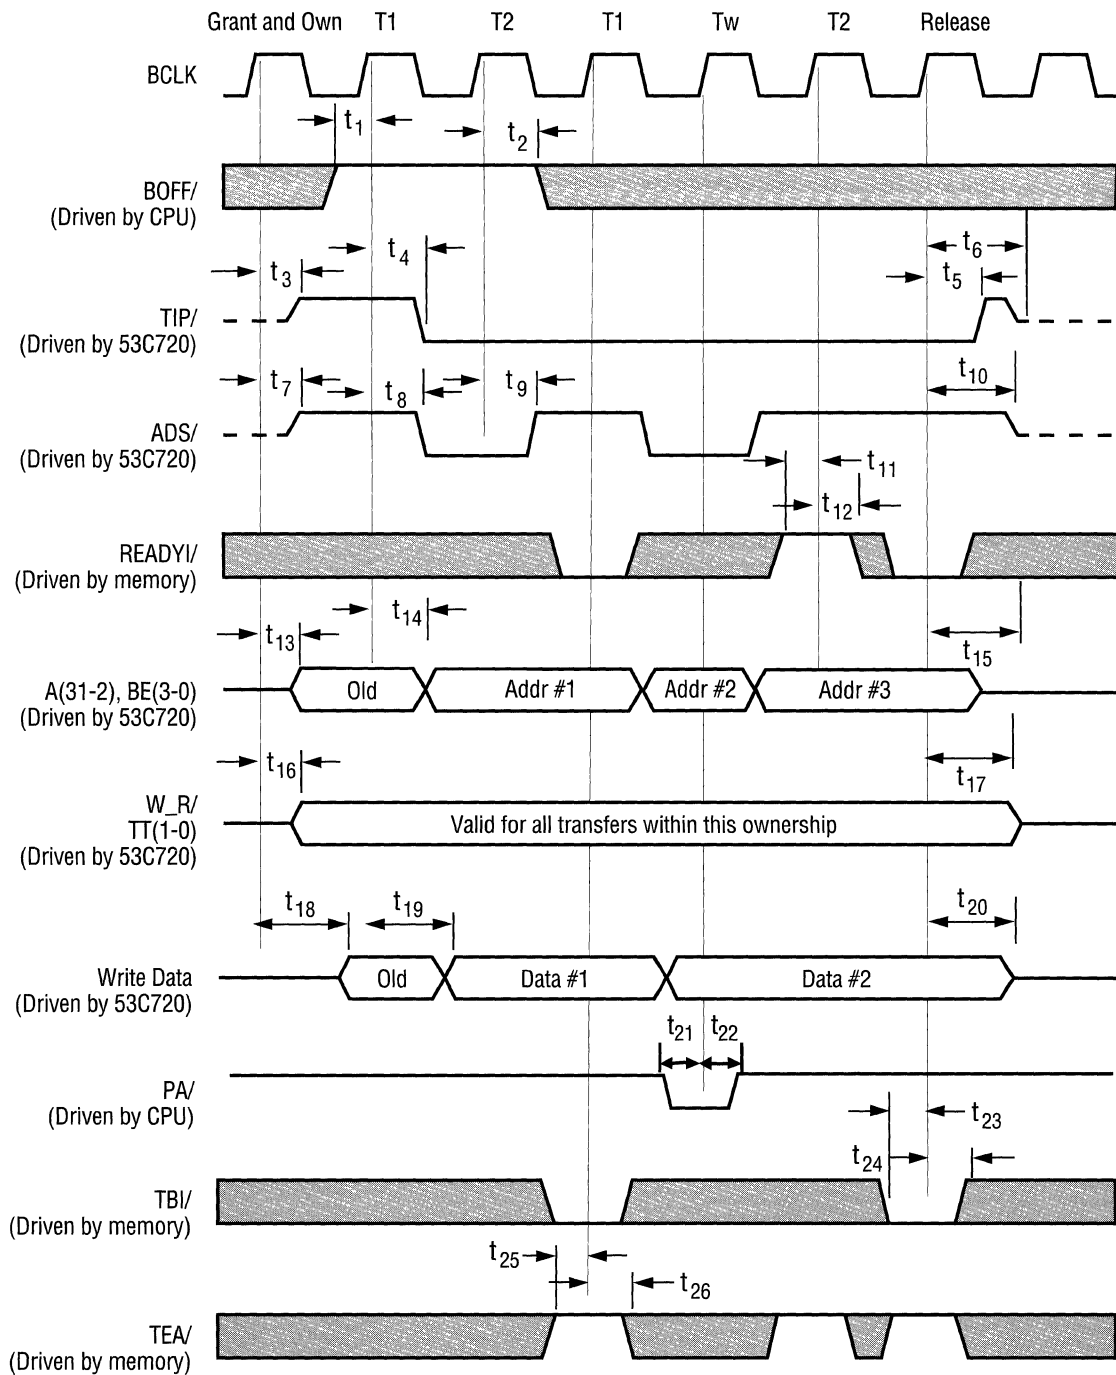 Grant and Own T1 T2 T1 Tw T2 Release
BCLK
t1 t2
BOFF/
(Driven by CPU)
t3 t4 t5 t6
TIP/
(Driven by 53C720)
t7 t8 t9 t10
ADS/
(Driven by 53C720)
t11
t12
READYI/
(Driven by memory)
t13 t14 t15
A(31-2), BE(3-0)
(Driven by 53C720)
Old Addr #1 Addr #2 Addr #3
t16 t17
W_R/
TT(1-0)
(Driven by 53C720)
Valid for all transfers within this ownership
t18 t19 t20
Write Data
(Driven by 53C720)
Old Data #1 Data #2
t21 t22
PA/
(Driven by CPU)
t23
t24
TBI/
(Driven by memory)
t25
t26
TEA/
(Driven by memory)